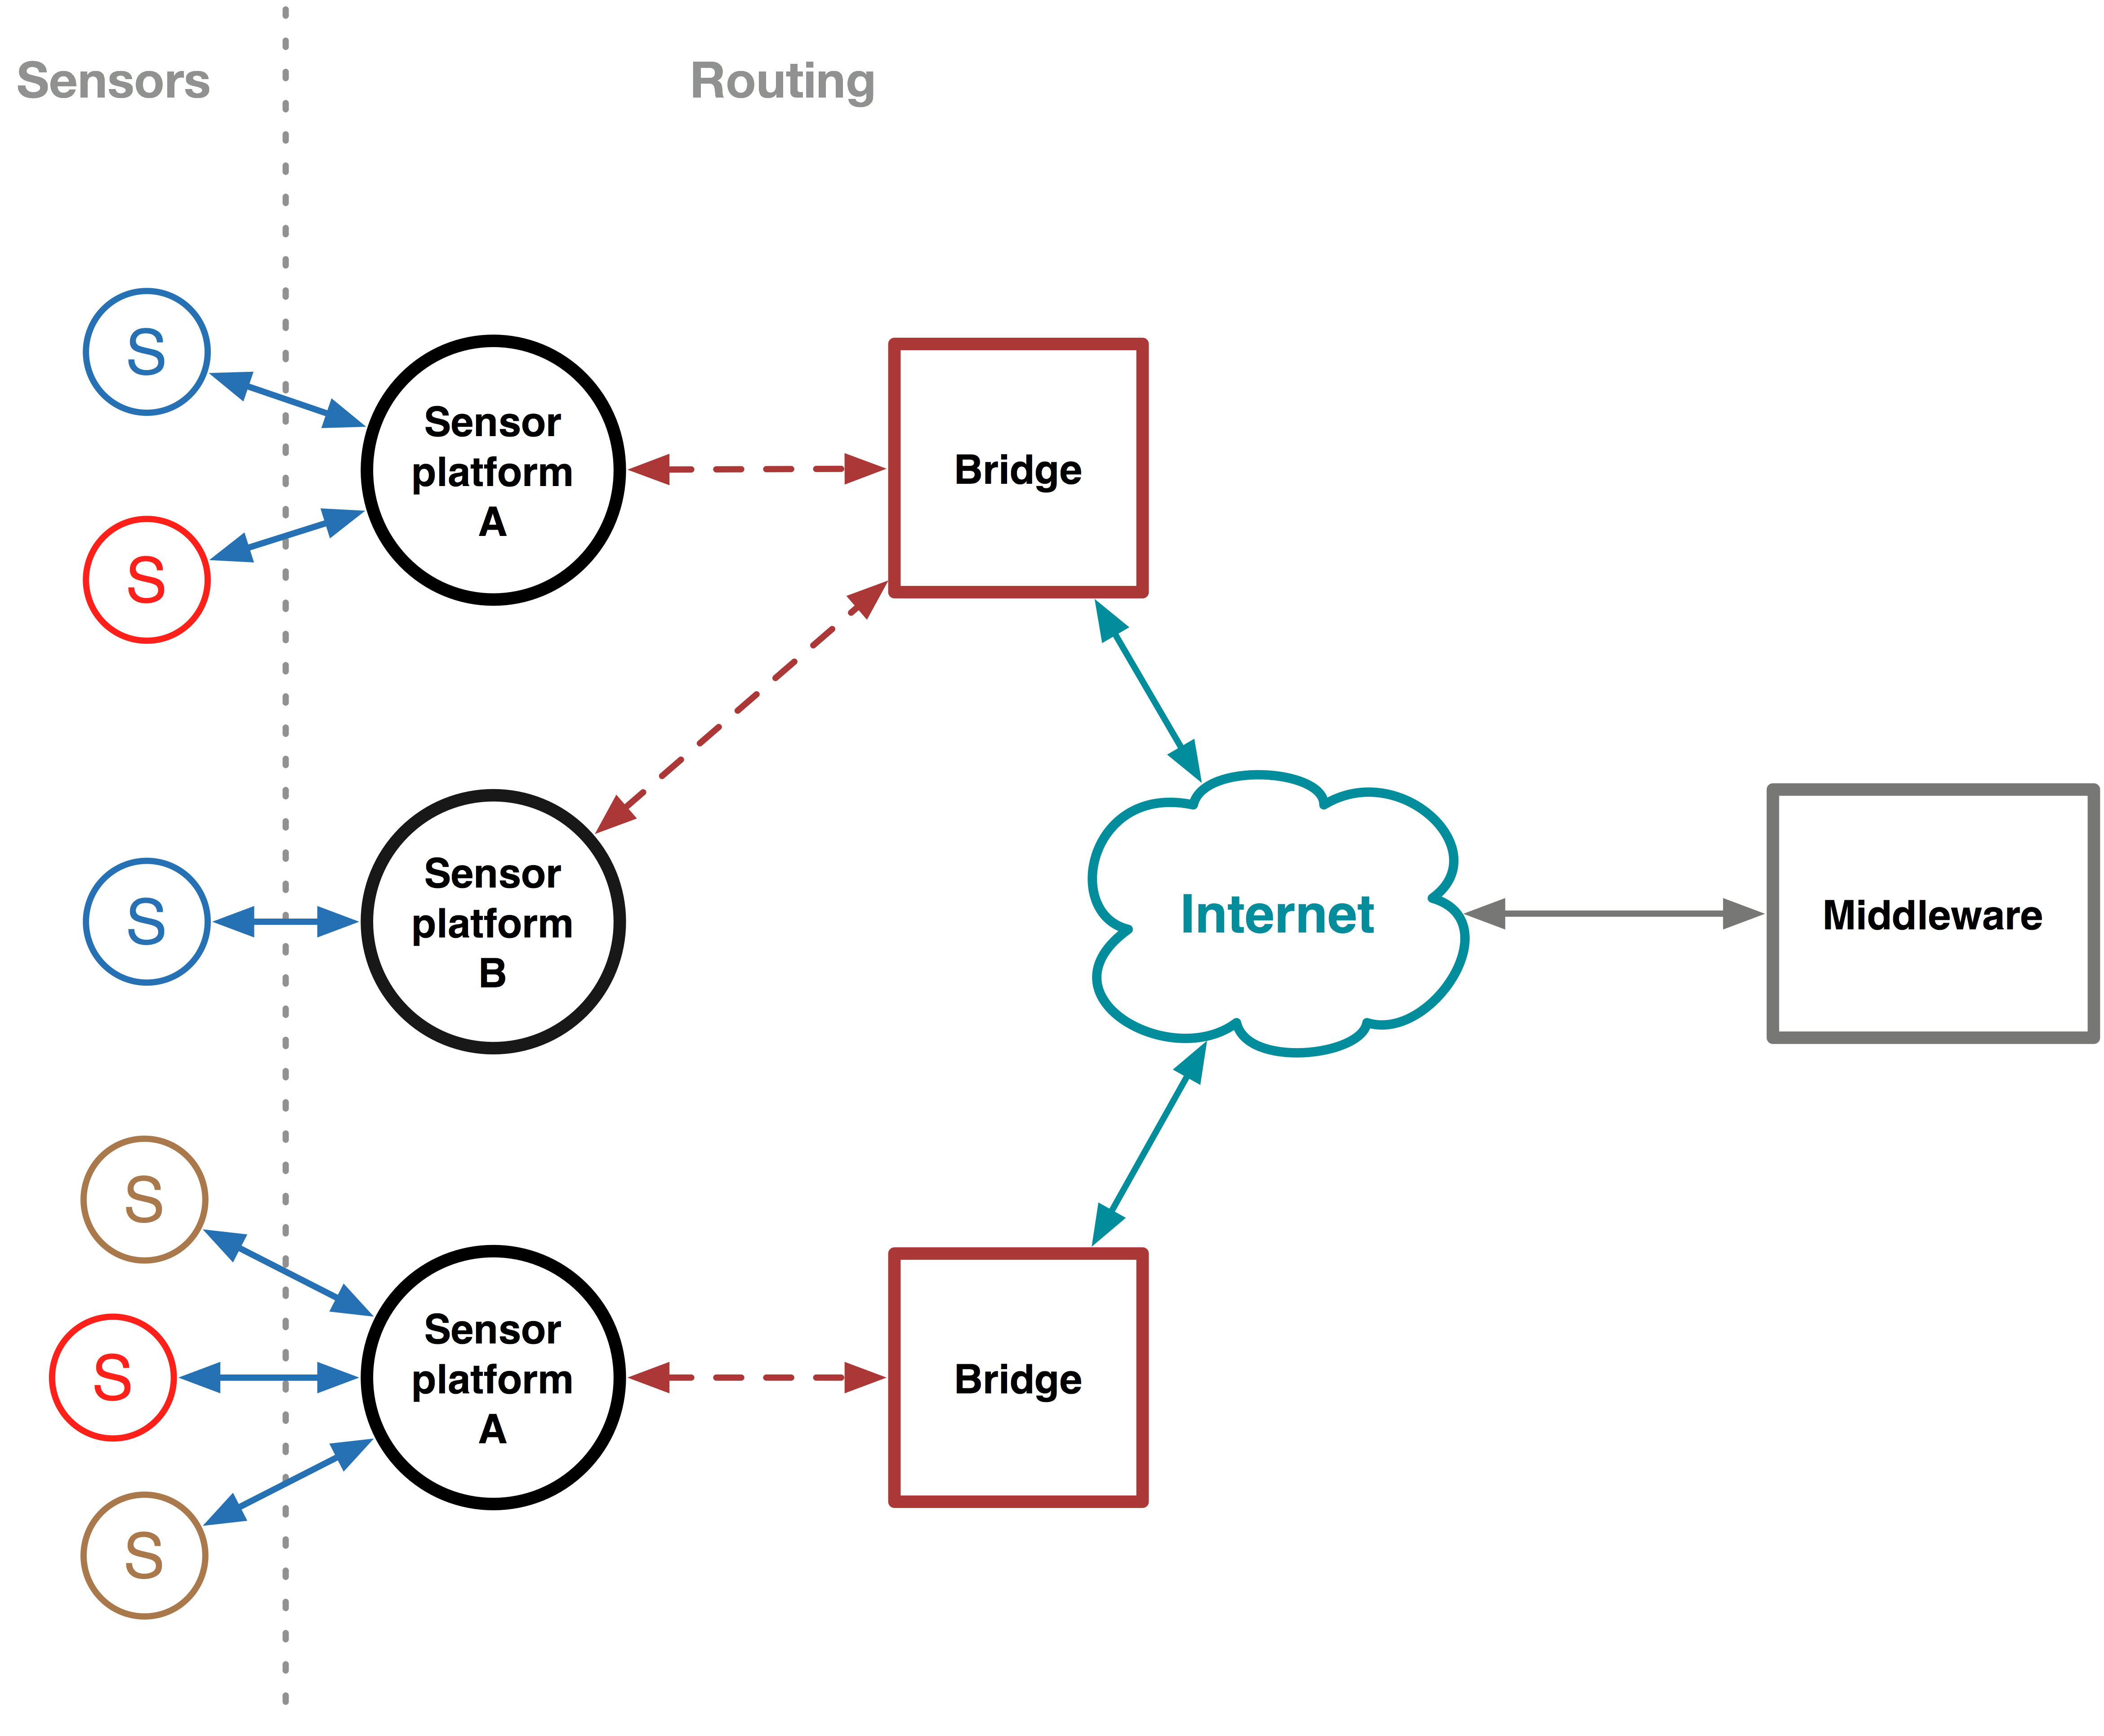 Sensors
Routing
S
S
Sensor
platform
A
Bridge
S
Sensor
platform
B
Internet
Middleware
S
S
S
Sensor
platform
A
Bridge